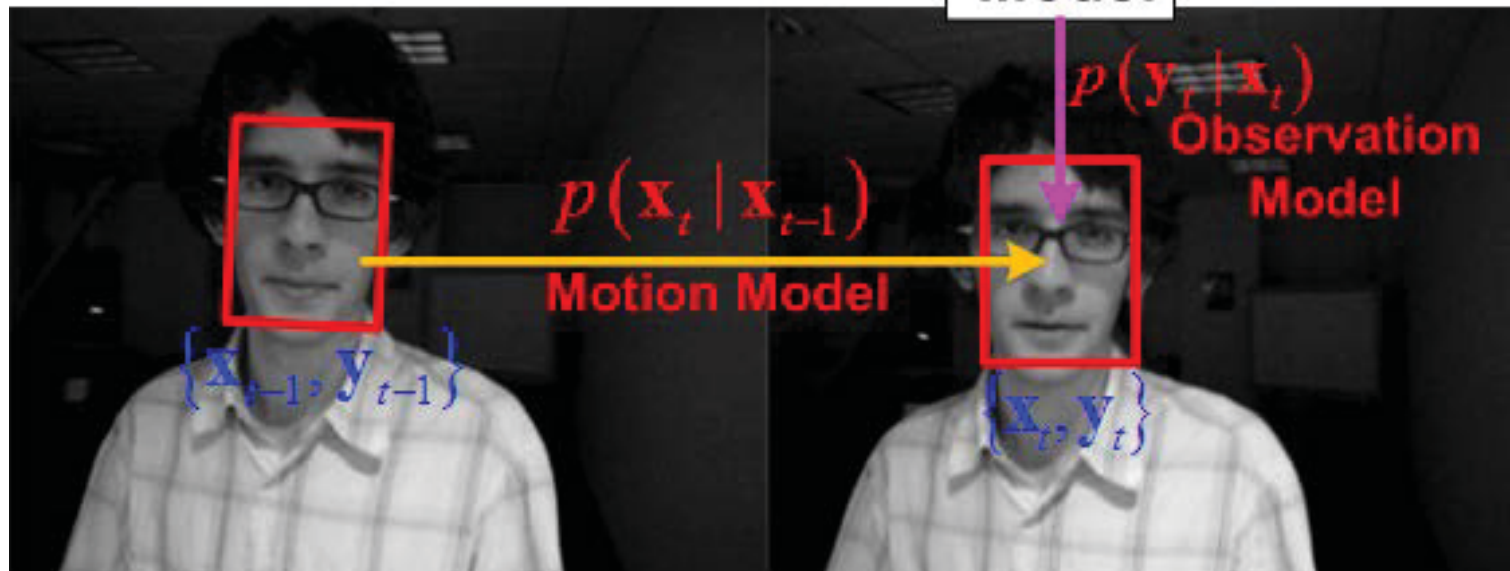 p(y_t | x_t)
Observation
Model
p(x_t | x_{t-1})
Motion Model
{x_{t-1}, y_{t-1}}
{x_t, y_t}